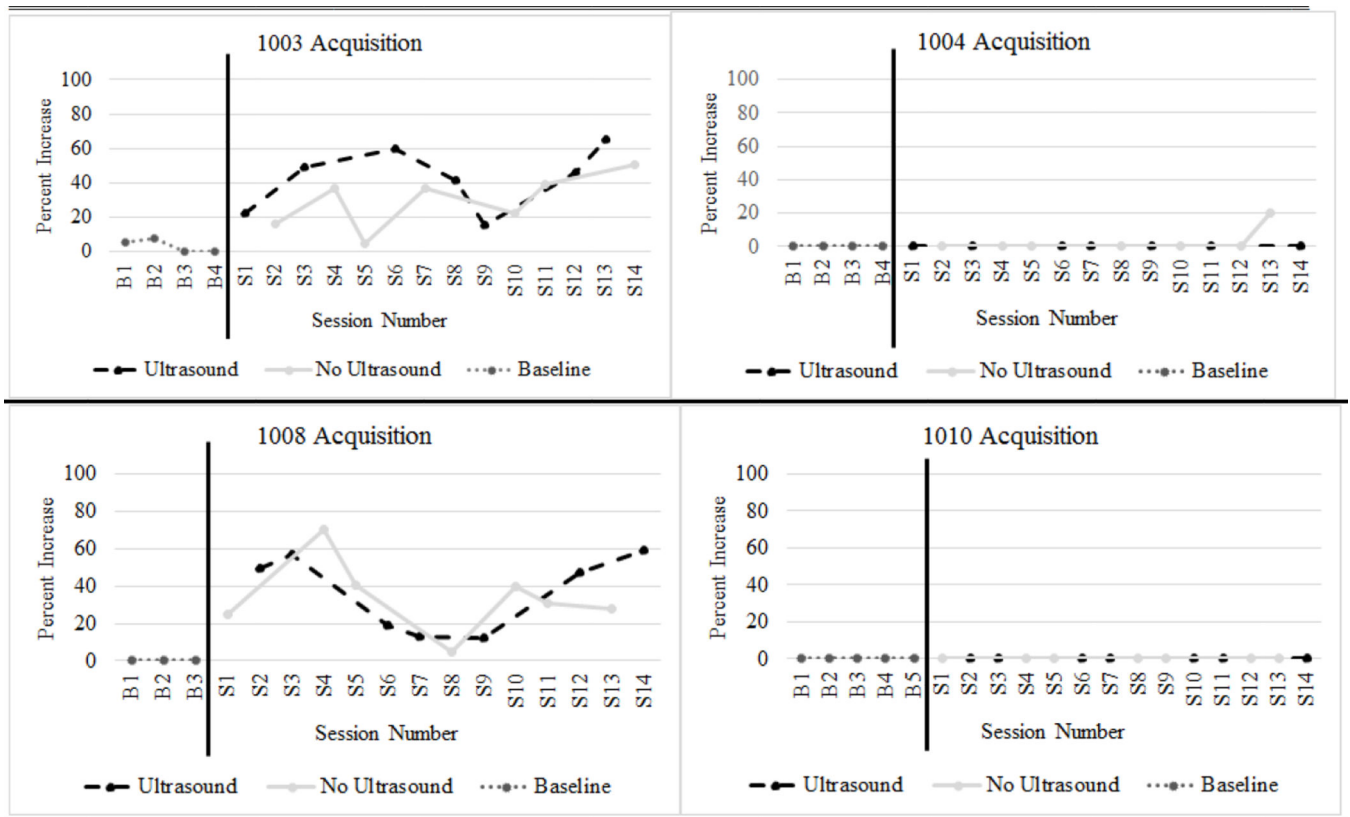 1003 Acquisition
100
80
60
40
20
0
Percent Increase
B1 B2 B3 B4 S1 S2 S3 S4 S5 S6 S7 S8 S9 S10 S11 S12 S13 S14
Session Number
Ultrasound No Ultrasound Baseline
1004 Acquisition
100
80
60
40
20
0
Percent Increase
B1 B2 B3 B4 S1 S2 S3 S4 S5 S6 S7 S8 S9 S10 S11 S12 S13 S14
Session Number
Ultrasound No Ultrasound Baseline
1008 Acquisition
100
80
60
40
20
0
Percent Increase
B1 B2 B3 S1 S2 S3 S4 S5 S6 S7 S8 S9 S10 S11 S12 S13 S14
Session Number
Ultrasound No Ultrasound Baseline
1010 Acquisition
100
80
60
40
20
0
Percent Increase
B1 B2 B3 B4 B5 S1 S2 S3 S4 S5 S6 S7 S8 S9 S10 S11 S12 S13 S14
Session Number
Ultrasound No Ultrasound Baseline